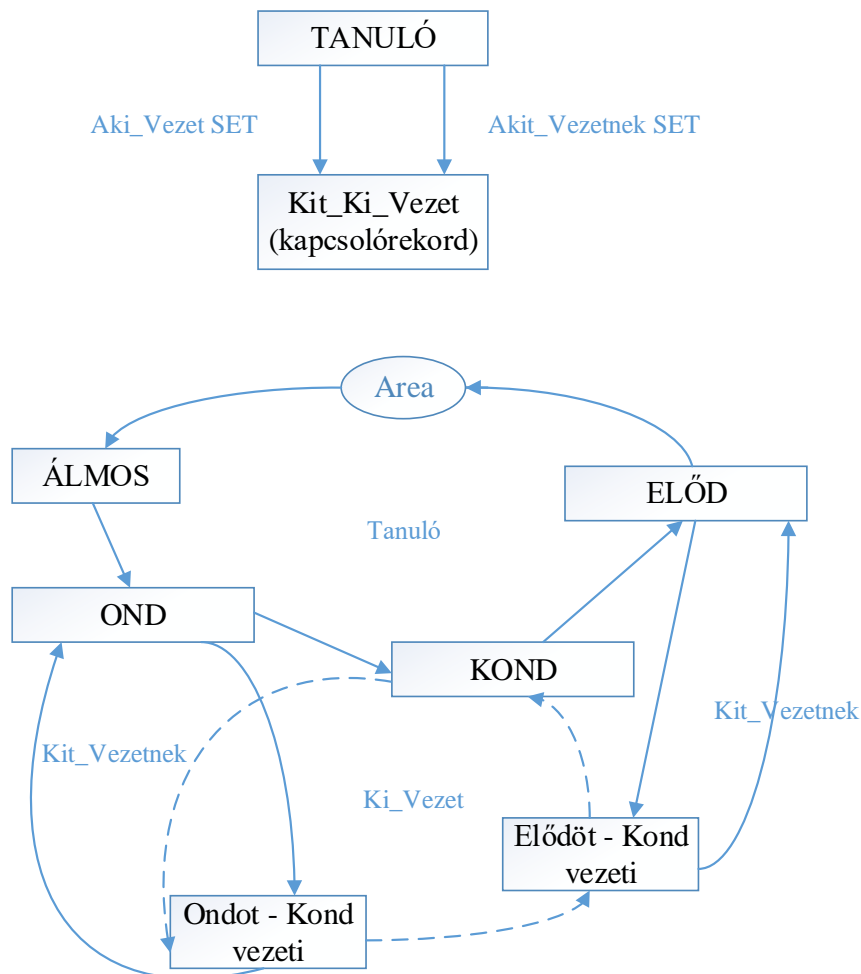 TANULÓ
Aki_Vezet SET
Akit_Vezetnek SET
Kit_Ki_Vezet
(kapcsolórekord)
Area
ÁLMOS
ELŐD
Tanuló
OND
KOND
Kit_Vezetnek
Kit_Vezetnek
Ki_Vezet
Elődöt - Kond
vezeti
Ondot - Kond
vezeti